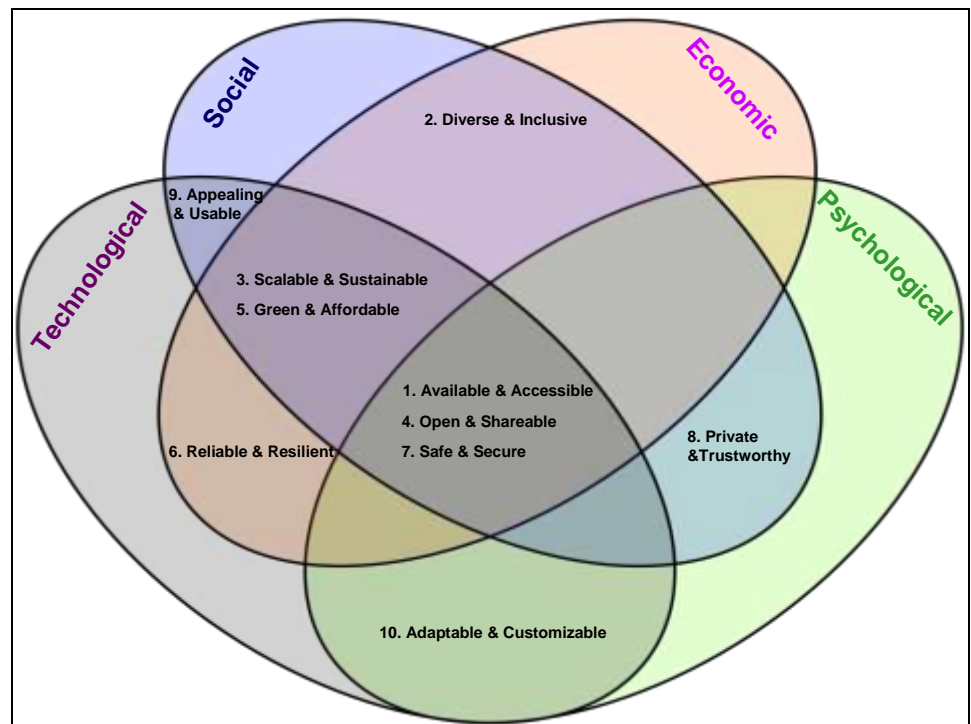 Social
Economic
Technological
Psychological
2. Diverse & Inclusive
9. Appealing
& Usable
3. Scalable & Sustainable
5. Green & Affordable
1. Available & Accessible
4. Open & Shareable
7. Safe & Secure
6. Reliable & Resilient
8. Private
&Trustworthy
10. Adaptable & Customizable